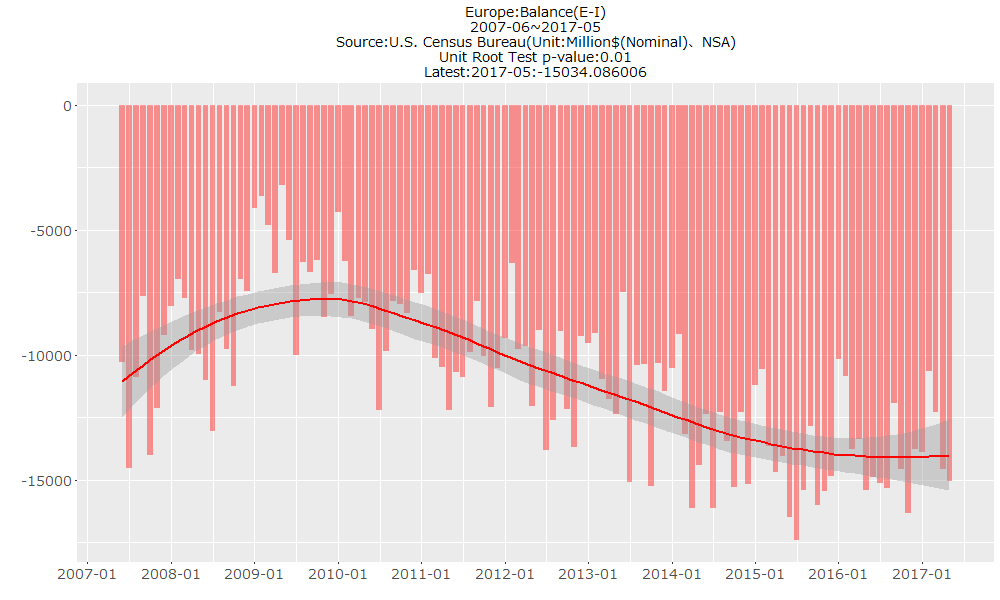 Europe:Balance(E-I)
2007-06~2017-05
Source:U.S. Census Bureau(Unit:Million$(Nominal)、NSA)
Unit Root Test p-value:0.01
Latest:2017-05:-15034.086006
0
-5000
-10000
-15000
2007-01 2008-01 2009-01 2010-01 2011-01 2012-01 2013-01 2014-01 2015-01 2016-01 2017-01